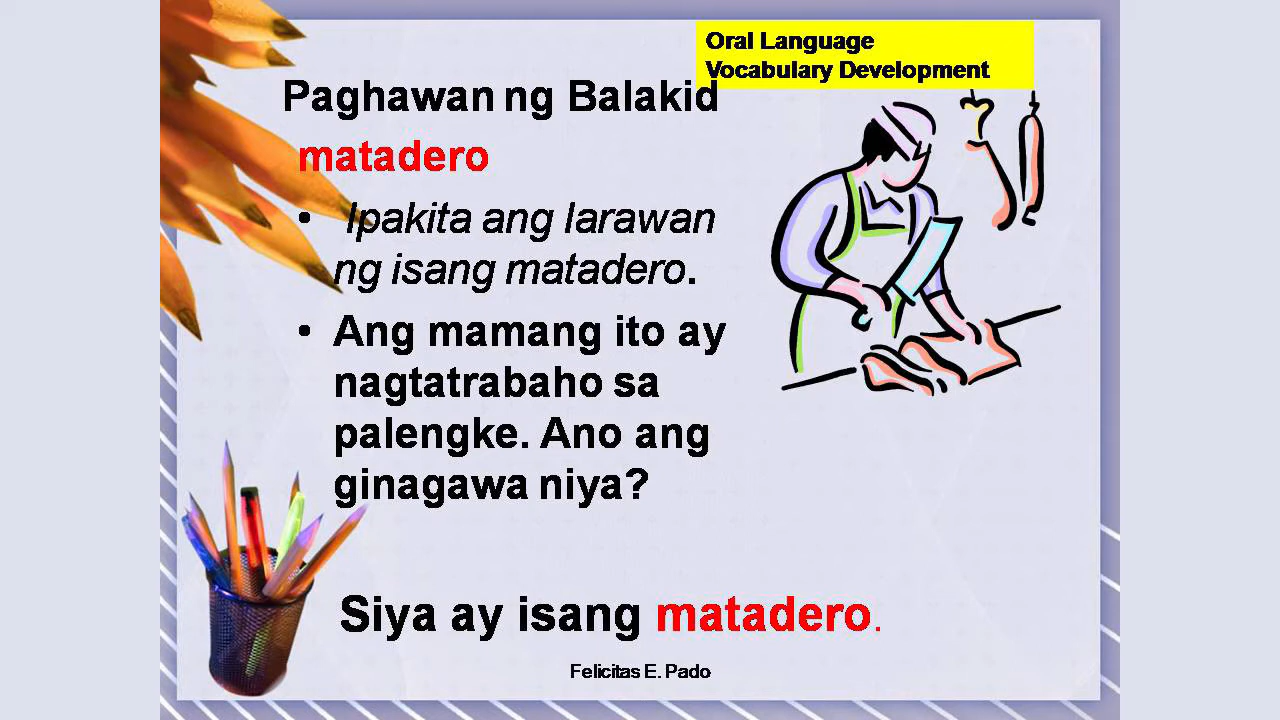 Oral Language
Vocabulary Development
Paghawan ng Balakid
matadero
• Ipakita ang larawan
ng isang matadero.
• Ang mamang ito ay
nagtatrabaho sa
palengke. Ano ang
ginagawa niya?
Siya ay isang matadero.
Felicitas E. Pado